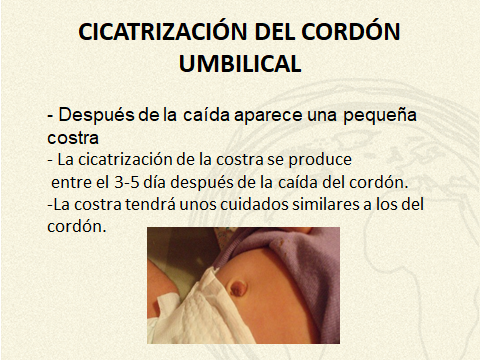 CICATRIZACIÓN DEL CORDÓN
UMBILICAL
- Después de la caída aparece una pequeña
costra
- La cicatrización de la costra se produce
entre el 3-5 día después de la caída del cordón.
-La costra tendrá unos cuidados similares a los del
cordón.